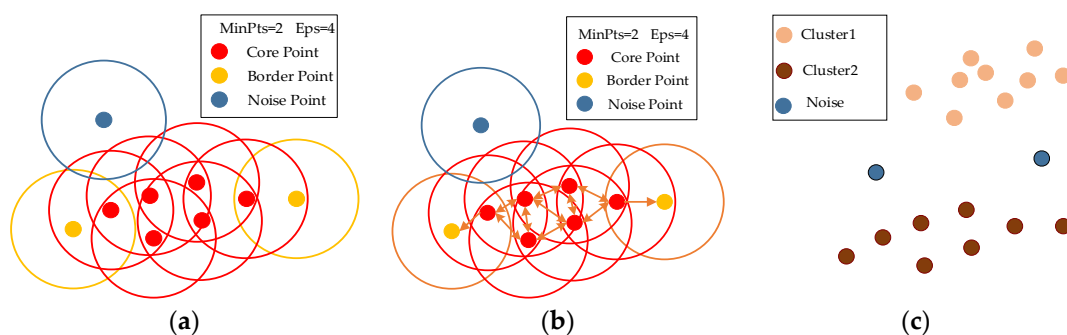 MinPts=2 Eps=4
Core Point
Border Point
Noise Point
(a)
MinPts=2 Eps=4
Core Point
Border Point
Noise Point
(b)
Cluster1
Cluster2
Noise
(c)